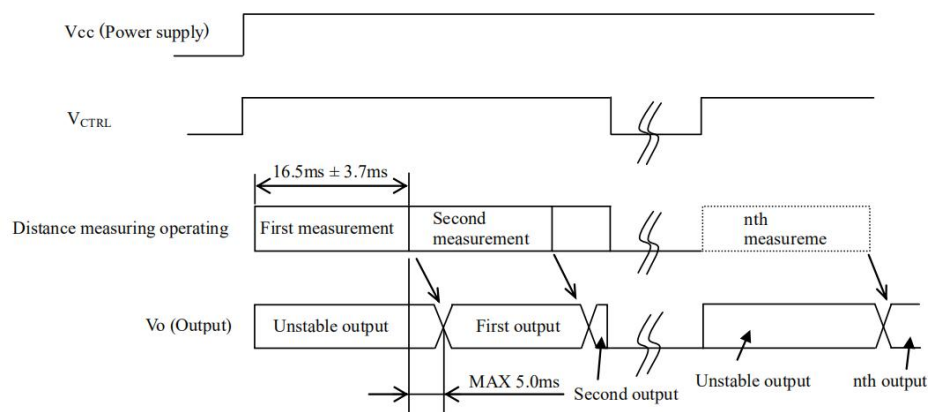 Vcc (Power supply)
VCTRL
16.5ms ± 3.7ms
Distance measuring operating
First measurement
Second
measurement
nth
measureme
Vo (Output)
Unstable output
First output
MAX 5.0ms
Second output
Unstable output
nth output